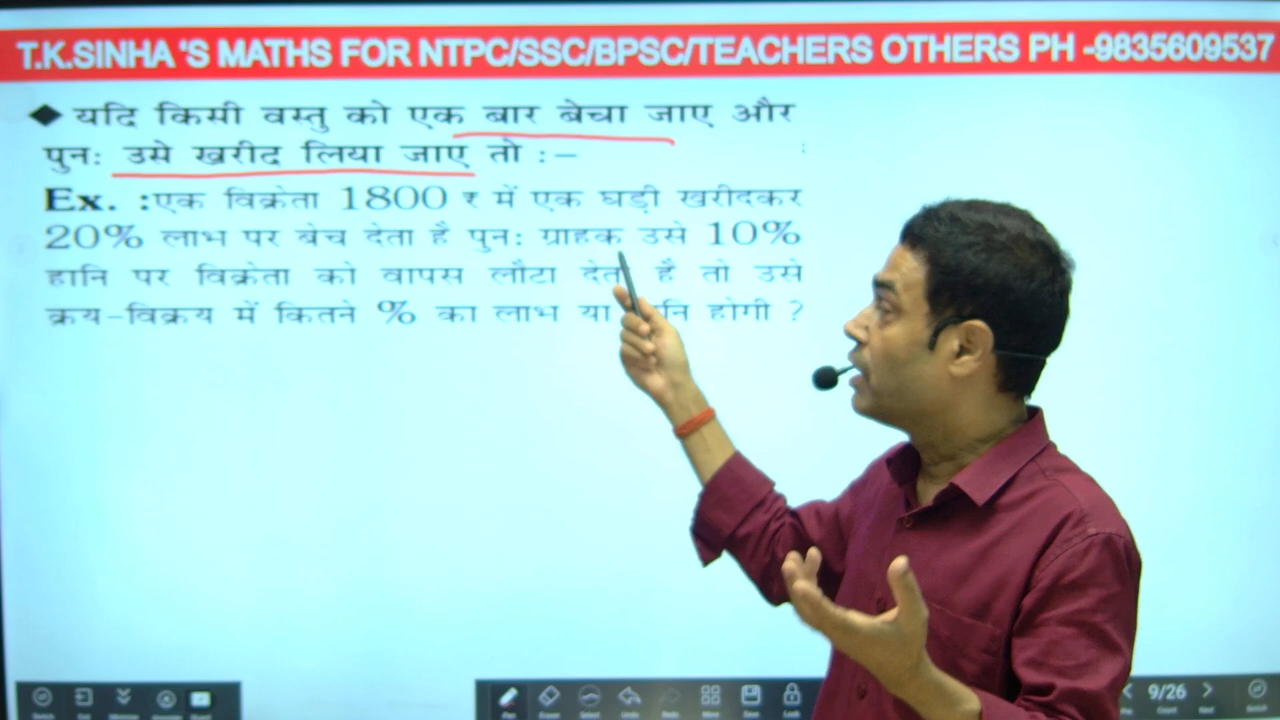 T.K.SINHA 'S MATHS FOR NTPC/SSC/BPSC/TEACHERS OTHERS PH -9835609537
◆ यदि किसी वस्तु को एक बार बेचा जाए और
पुन: उसे खरीद लिया जाए तो :–
Ex. :एक विक्रेता 1800 ₹ में एक घड़ी खरीदकर
20% लाभ पर बेच देता है पुन: ग्राहक उसे 10%
हानि पर विक्रेता को वापस लौटा देता है तो उसे
क्रय-विक्रय में कितने % का लाभ या होगी ?
9/26